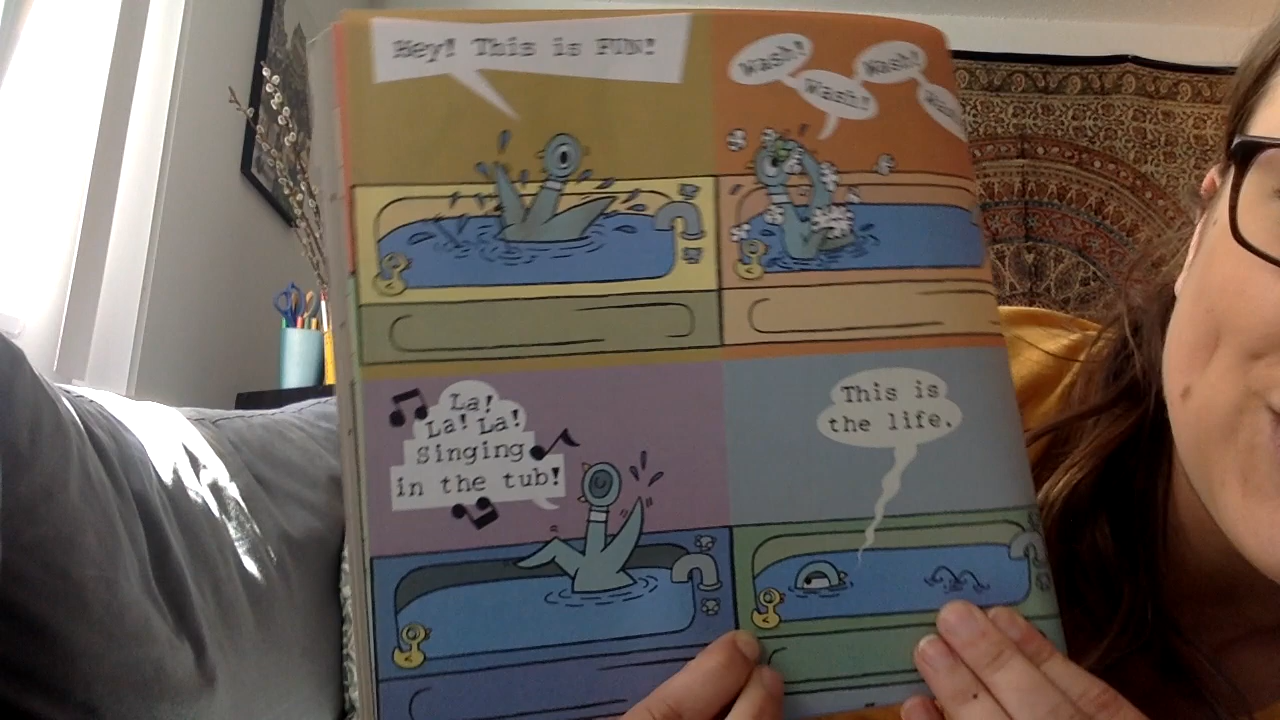 Hey! This is FUN!
Wash!
Wash!
Wash!
La!
La! La!
Singing
in the tub!
This is
the life.